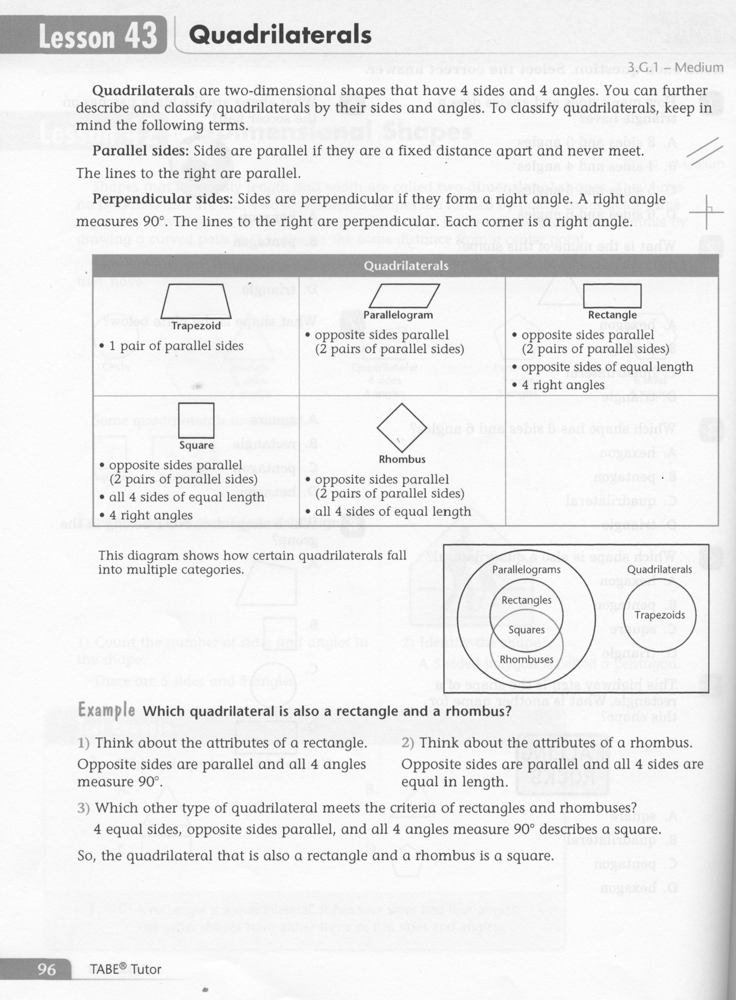 Lesson 43
Quadrilaterals
3.G.1 – Medium
Quadrilaterals are two-dimensional shapes that have 4 sides and 4 angles. You can further
describe and classify quadrilaterals by their sides and angles. To classify quadrilaterals, keep in
mind the following terms.
Parallel sides: Sides are parallel if they are a fixed distance apart and never meet.
The lines to the right are parallel.
Perpendicular sides: Sides are perpendicular if they form a right angle. A right angle
measures 90°. The lines to the right are perpendicular. Each corner is a right angle.
Quadrilaterals
Trapezoid
• 1 pair of parallel sides
Parallelogram
• opposite sides parallel
(2 pairs of parallel sides)
Rectangle
• opposite sides parallel
(2 pairs of parallel sides)
• opposite sides of equal length
• 4 right angles
Square
• opposite sides parallel
(2 pairs of parallel sides)
• all 4 sides of equal length
• 4 right angles
Rhombus
• opposite sides parallel
(2 pairs of parallel sides)
• all 4 sides of equal length
This diagram shows how certain quadrilaterals fall
into multiple categories.
Parallelograms
Quadrilaterals
Rectangles
Trapezoids
Squares
Rhombuses
Example Which quadrilateral is also a rectangle and a rhombus?
1) Think about the attributes of a rectangle.
Opposite sides are parallel and all 4 angles
measure 90°.
2) Think about the attributes of a rhombus.
Opposite sides are parallel and all 4 sides are
equal in length.
3) Which other type of quadrilateral meets the criteria of rectangles and rhombuses?
4 equal sides, opposite sides parallel, and all 4 angles measure 90° describes a square.
So, the quadrilateral that is also a rectangle and a rhombus is a square.
96
TABE® Tutor